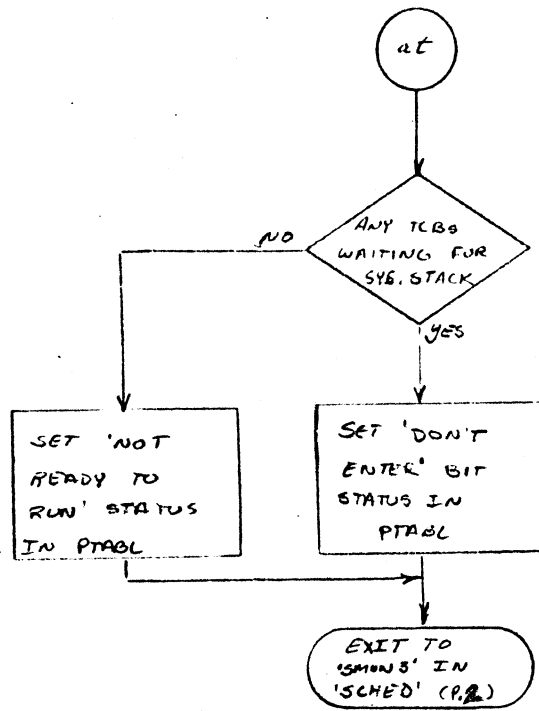 at
ANY TCBS
WAITING FOR
SYS. STACK
NO
YES
SET 'NOT
READY TO
RUN' STATUS
IN PTABL
SET 'DON'T
ENTER' BIT
STATUS IN
PTABL
EXIT TO
'SMON3' IN
'SCHED' (P.2)